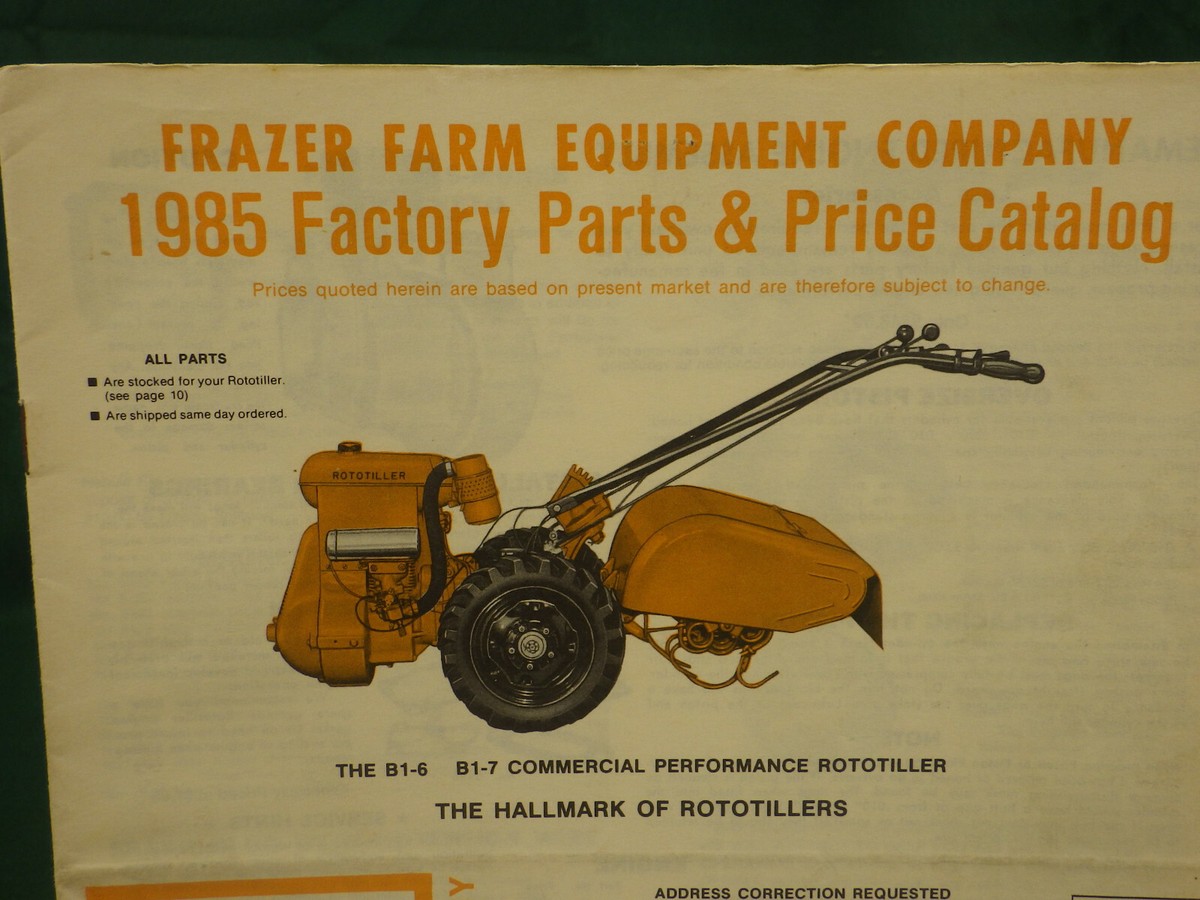 FRAZER FARM EQUIPMENT COMPANY
1985 Factory Parts & Price Catalog
Prices quoted herein are based on present market and are therefore subject to change.
ALL PARTS
■ Are stocked for your Rototiller.
(see page 10)
■ Are shipped same day ordered.
ROTOTILLER
THE B1-6 B1-7 COMMERCIAL PERFORMANCE ROTOTILLER
THE HALLMARK OF ROTOTILLERS
Y
ADDRESS CORRECTION REQUESTED